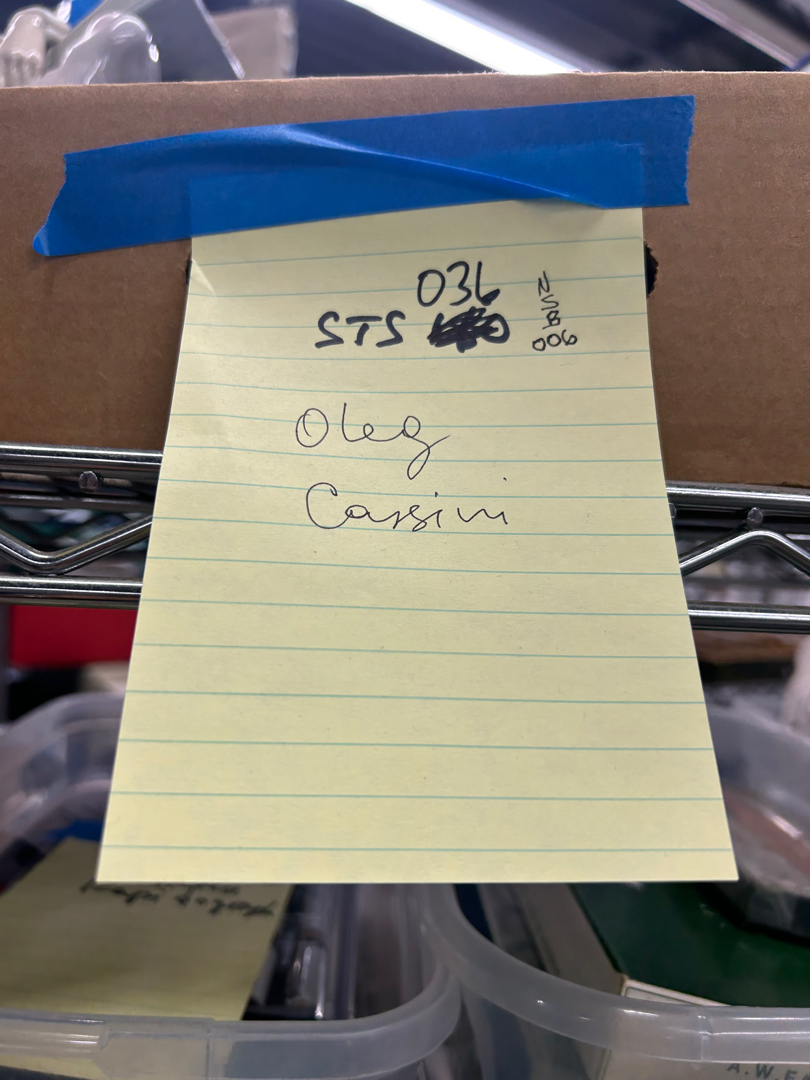 036
STS
NSB
006
Oleg
Cassini
A.W.F